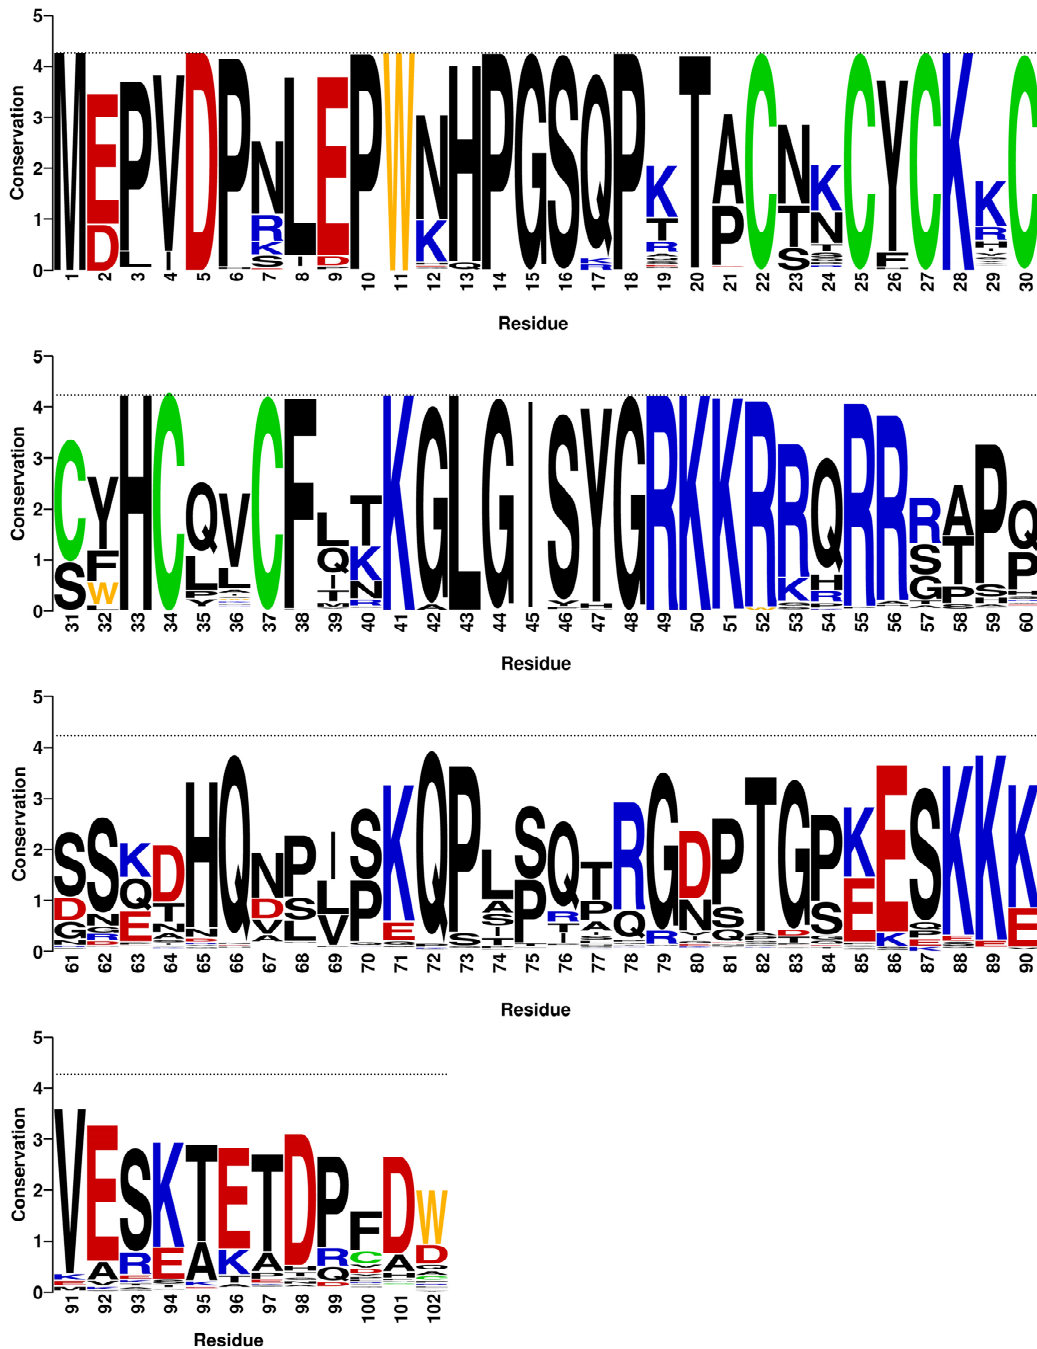 5
4
3
2
1
0
Conservation
M E P V D P N L E P W N H P G S Q P K T A C N K C Y C K K C
D L I R I D K Q T P T N F R
K S R S T
S
1 2 3 4 5 6 7 8 9 10 11 12 13 14 15 16 17 18 19 20 21 22 23 24 25 26 27 28 29 30
Residue
5
4
3
2
1
0
Conservation
C Y H C Q V C F L T K G L G I S Y G R K K R R Q R R R A P Q
S F L L Q K A Y H K H S T S P
W P I N R G P
Y
31 32 33 34 35 36 37 38 39 40 41 42 43 44 45 46 47 48 49 50 51 52 53 54 55 56 57 58 59 60
Residue
5
4
3
2
1
0
Conservation
S S K D H Q N P I S K Q P L S Q T R G D P T G P K E S K K K
D N Q T D S L P E S A P R P Q R N S D S E K E
G E N V L V S I Q
A
61 62 63 64 65 66 67 68 69 70 71 72 73 74 75 76 77 78 79 80 81 82 83 84 85 86 87 88 89 90
Residue
5
4
3
2
1
0
Conservation
V E S K T E T D P F D W
K A R E A K A R C A D
T Q
91 92 93 94 95 96 97 98 99 100 101 102
Residue